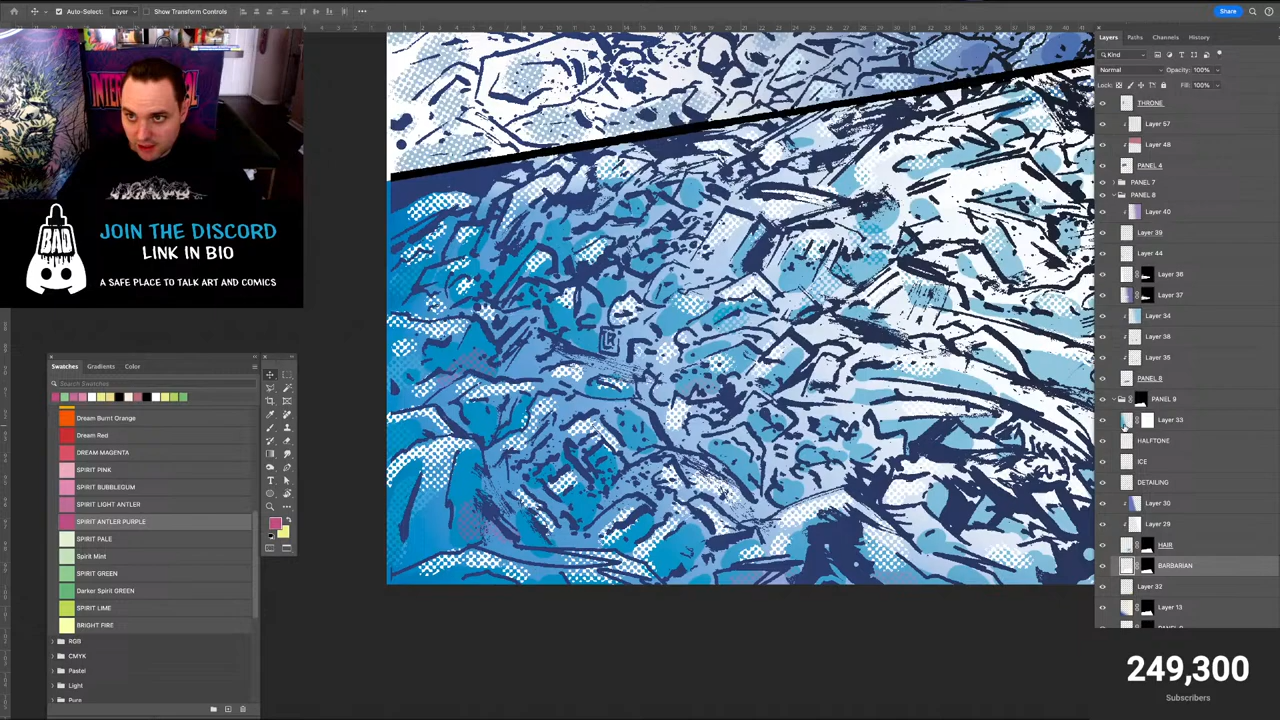 Auto-Select:
Layer
Show Transform Controls
Share
BAD
JOIN THE DISCORD
LINK IN BIO
A SAFE PLACE TO TALK ART AND COMICS
Swatches
Gradients
Color
Search Swatches
Dream Burnt Orange
Dream Red
DREAM MAGENTA
SPIRIT PINK
SPIRIT BUBBLEGUM
SPIRIT LIGHT ANTLER
SPIRIT ANTLER PURPLE
SPIRIT PALE
Spirit Mint
SPIRIT GREEN
Darker Spirit GREEN
SPIRIT LIME
BRIGHT FIRE
RGB
CMYK
Pastel
Light
Pure
Layers
Paths
Channels
History
Kind
Normal
Opacity: 100%
Lock:
Fill: 100%
THRONE
Layer 57
Layer 48
PANEL 4
PANEL 7
PANEL 8
Layer 40
Layer 39
Layer 44
Layer 36
Layer 37
Layer 34
Layer 38
Layer 35
PANEL 8
PANEL 9
Layer 33
HALFTONE
ICE
DETAILING
Layer 30
Layer 29
HAIR
BARBARIAN
Layer 32
Layer 13
249,300
Subscribers